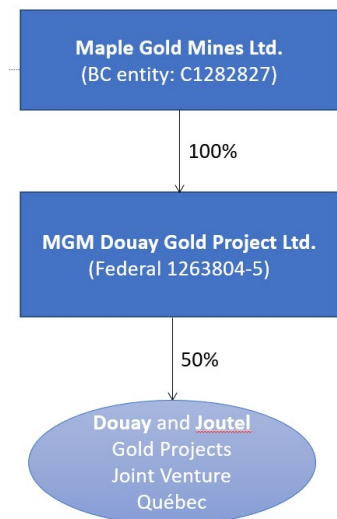 Maple Gold Mines Ltd.
(BC entity: C1282827)
100%
MGM Douay Gold Project Ltd.
(Federal 1263804-5)
50%
Douay and Joutel
Gold Projects
Joint Venture
Québec